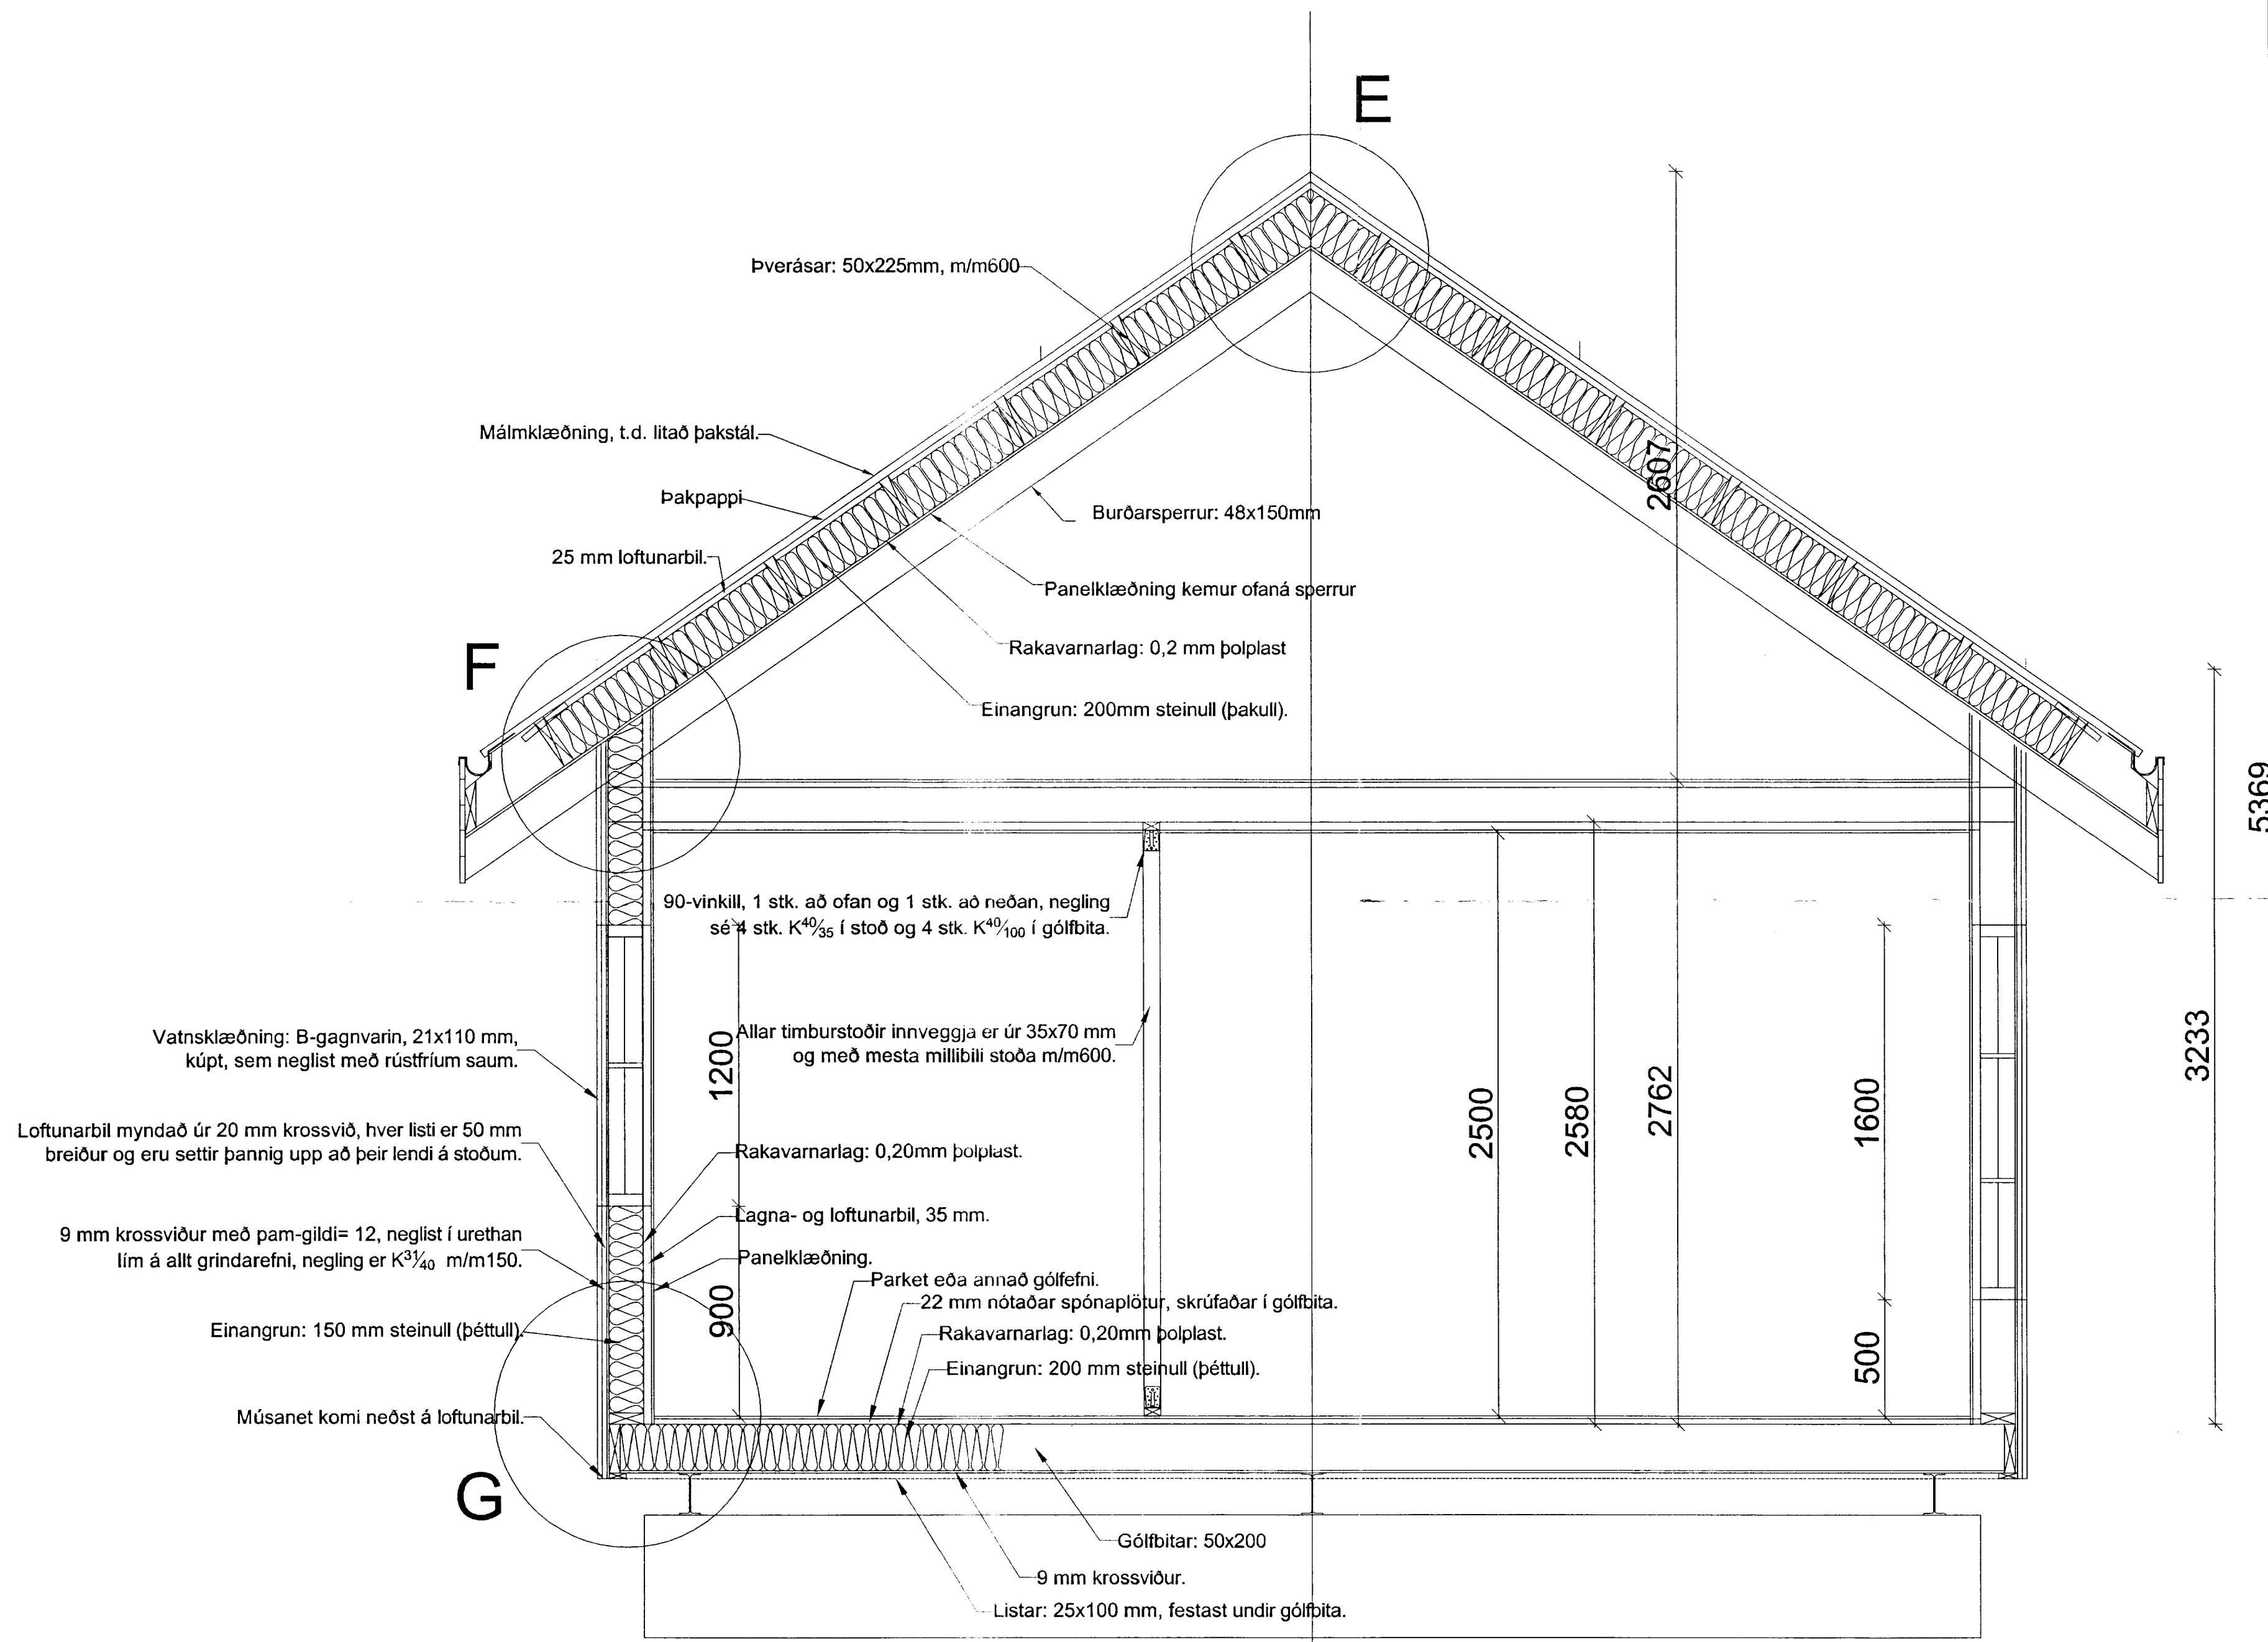 E
Þverásar: 50x225mm, m/m600
Málmklæðning, t.d. litað þakstál.
Þakpappi
25 mm loftunarbil.
2607
Burðarsperrur: 48x150mm
Panelklæðning kemur ofaná sperrur
Rakavarnarlag: 0,2 mm þolplast
Einangrun: 200mm steinull (þakull).
F
5369
90-vinkill, 1 stk. að ofan og 1 stk. að neðan, negling
sé 4 stk. K40/35 í stoð og 4 stk. K40/100 í gólfbita.
Vatnsklæðning: B-gagnvarin, 21x110 mm,
kúpt, sem neglist með rústfríum saum.
1200
Allar timburstoðir innveggja er úr 35x70 mm
og með mesta millibili stoða m/m600.
2500
2580
2762
1600
3233
Loftunarbil myndað úr 20 mm krossvið, hver listi er 50 mm
breiður og eru settir þannig upp að þeir lendi á stoðum.
Rakavarnarlag: 0,20mm þolplast.
Lagna- og loftunarbil, 35 mm.
9 mm krossviður með þam-gildi= 12, neglist í urethan
lím á allt grindarefni, negling er K31/40 m/m150.
Panelklæðning.
Parket eða annað gólfefni.
900
22 mm nótaðar spónaplötur, skrúfaðar í gólfbita.
Einangrun: 150 mm steinull (þéttull).
Rakavarnarlag: 0,20mm þolplast.
500
Einangrun: 200 mm steinull (þéttull).
Músanet komi neðst á loftunarbil.
G
Gólfbitar: 50x200
9 mm krossviður.
Listar: 25x100 mm, festast undir gólfbita.